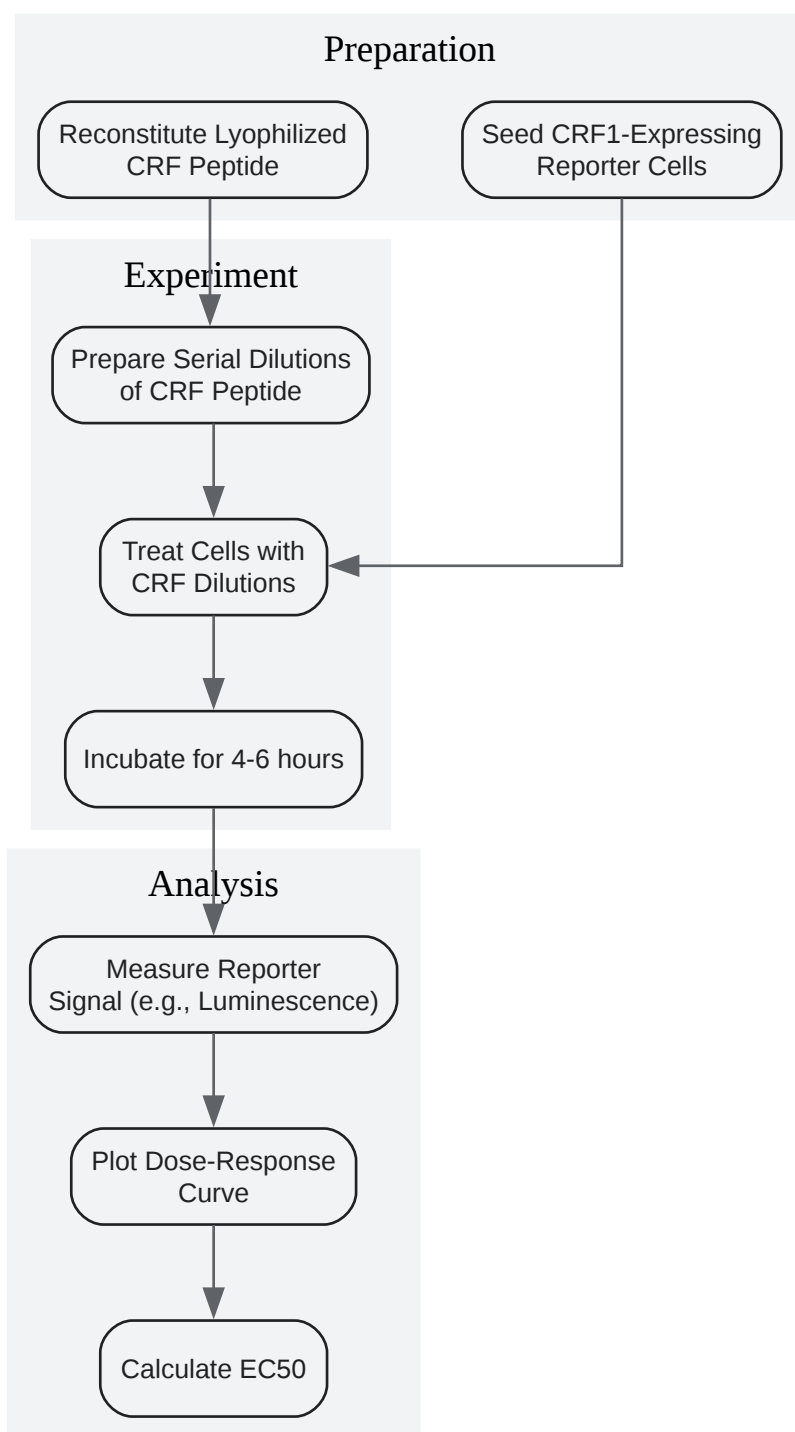 Preparation
Reconstitute Lyophilized
CRF Peptide
Seed CRF1-Expressing
Reporter Cells
Experiment
Prepare Serial Dilutions
of CRF Peptide
Treat Cells with
CRF Dilutions
Incubate for 4-6 hours
Analysis
Measure Reporter
Signal (e.g., Luminescence)
Plot Dose-Response
Curve
Calculate EC50